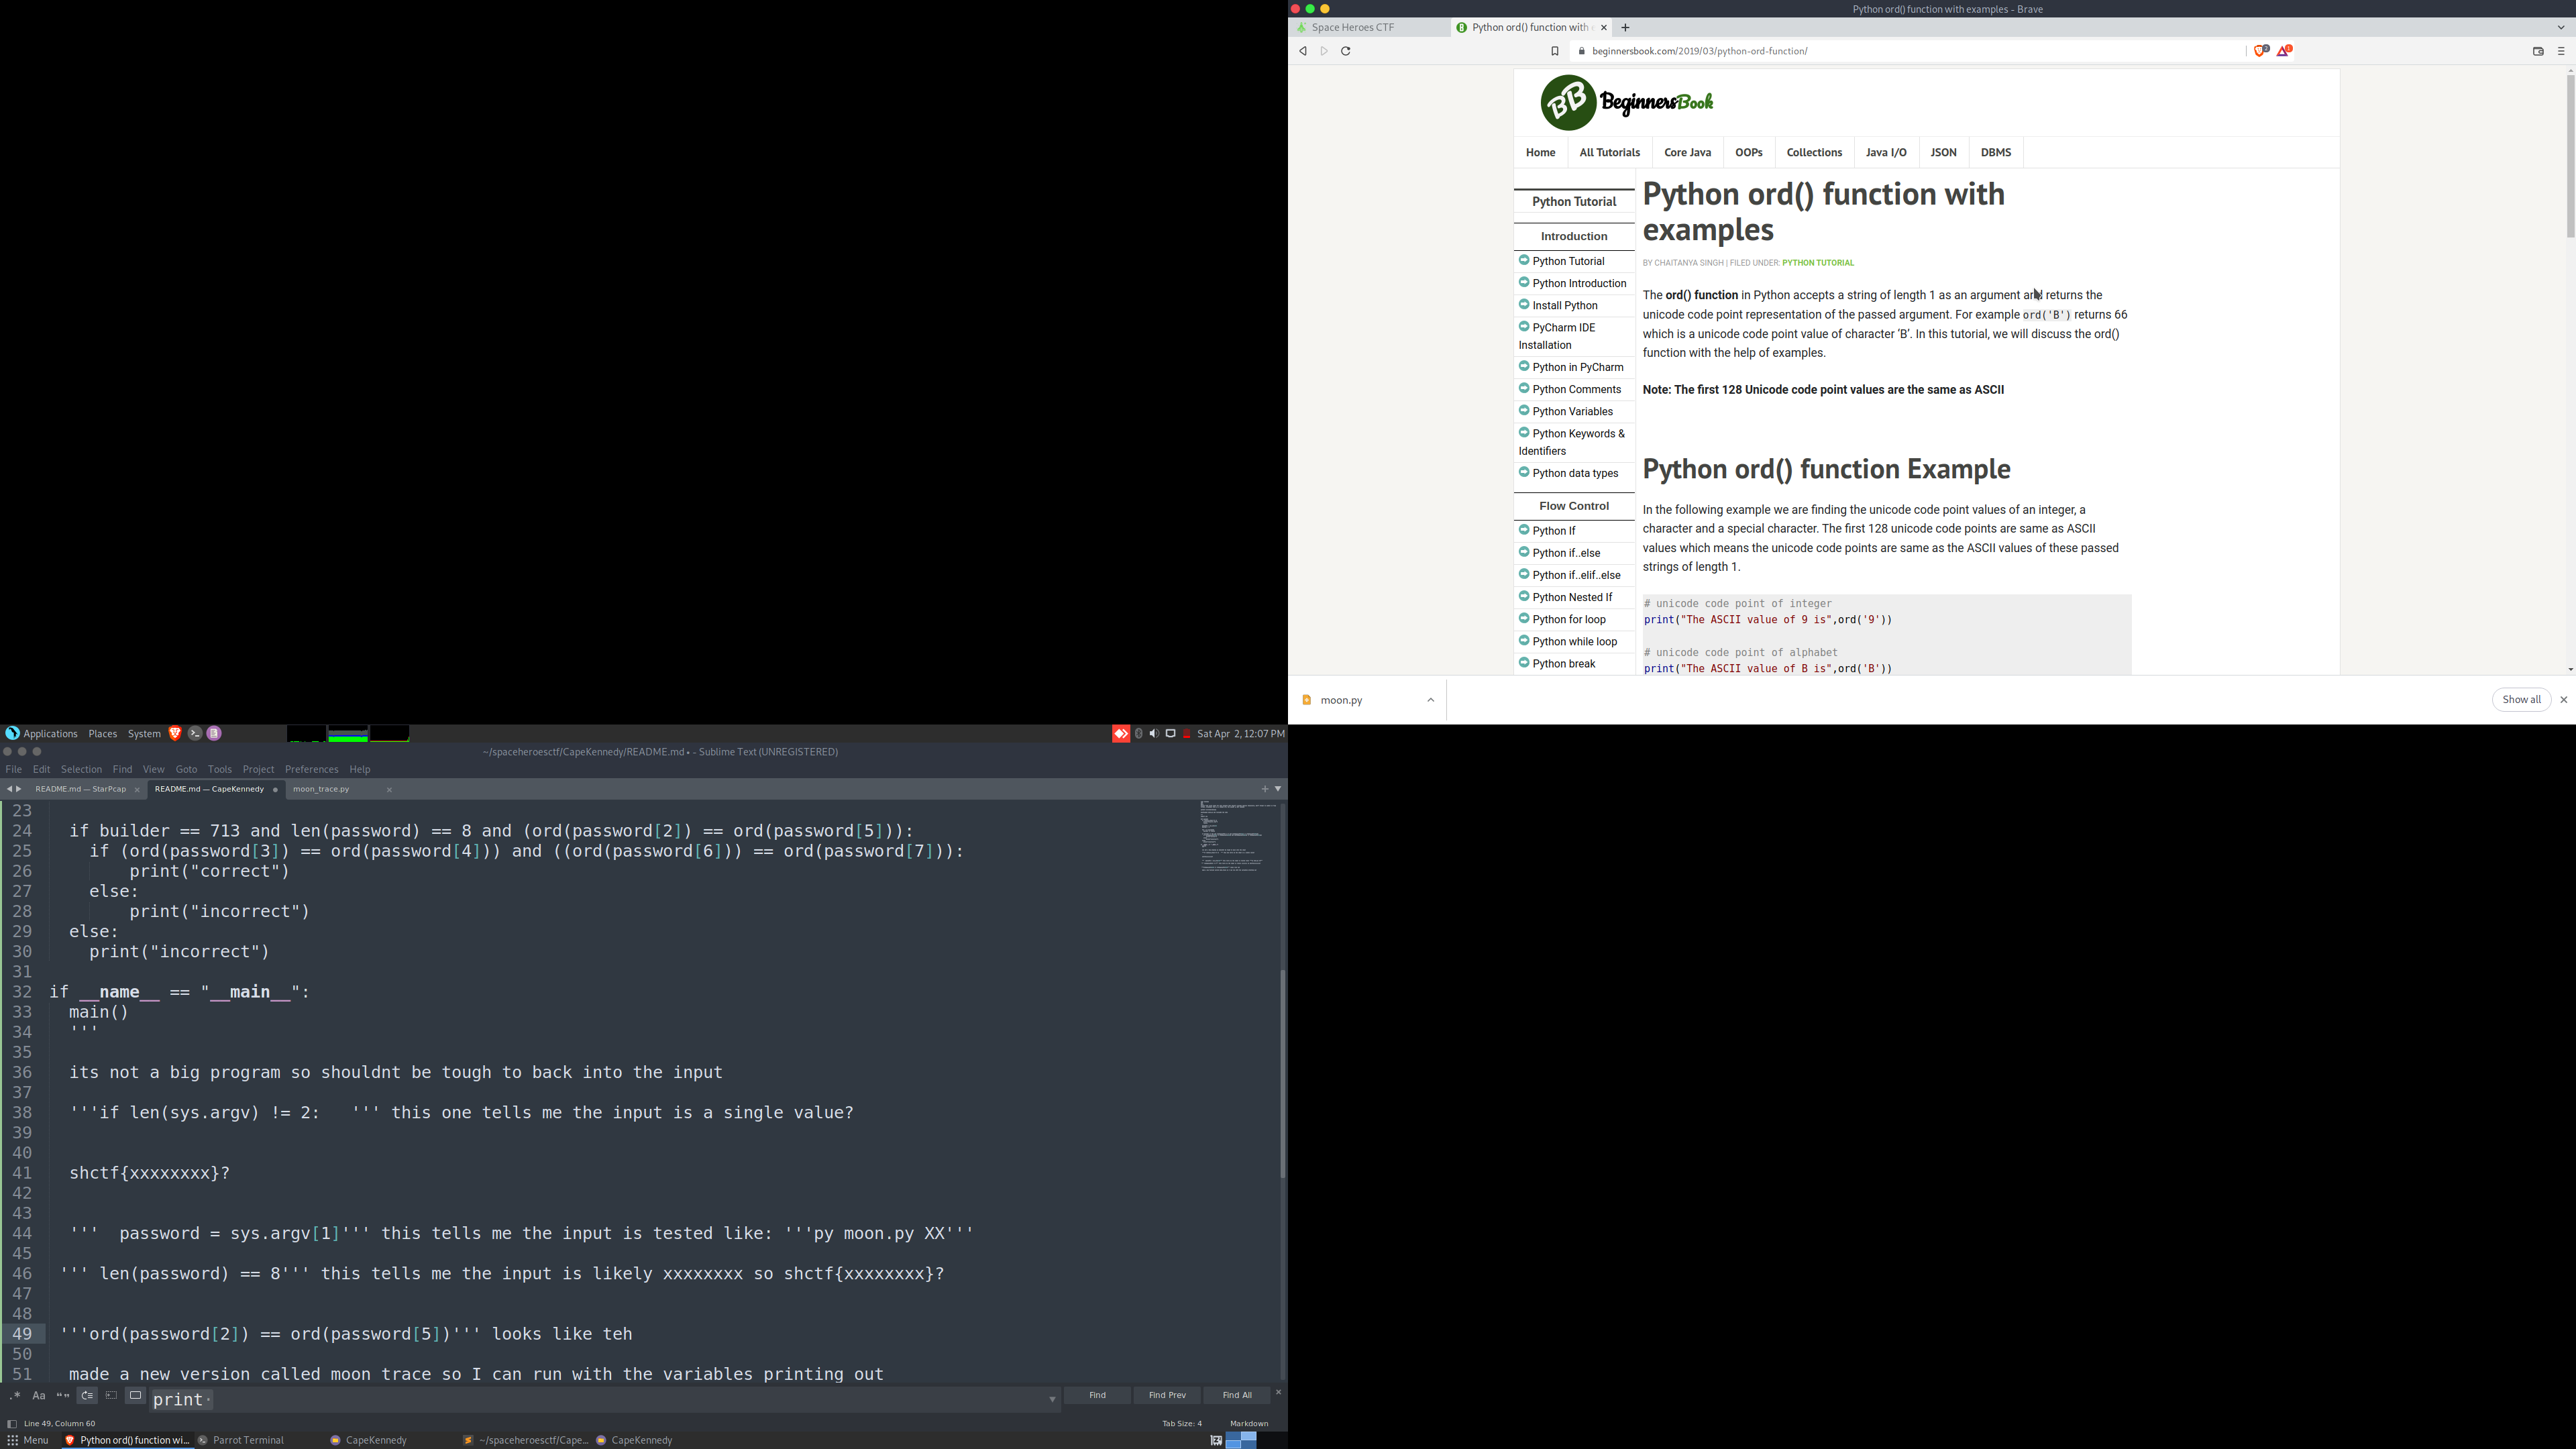 Python ord() function with examples - Brave
Space Heroes CTF
Python ord() function with
beginnersbook.com/2019/03/python-ord-function/
BB BeginnersBook
Home All Tutorials Core Java OOPs Collections Java I/O JSON DBMS
Python Tutorial
Introduction
Python Tutorial
Python Introduction
Install Python
PyCharm IDE
Installation
Python in PyCharm
Python Comments
Python Variables
Python Keywords &
Identifiers
Python data types
Flow Control
Python If
Python if..else
Python if..elif..else
Python Nested If
Python for loop
Python while loop
Python break
Python ord() function with
examples
BY CHAITANYA SINGH | FILED UNDER: PYTHON TUTORIAL
The ord() function in Python accepts a string of length 1 as an argument and returns the
unicode code point representation of the passed argument. For example ord('B') returns 66
which is a unicode code point value of character ‘B’. In this tutorial, we will discuss the ord()
function with the help of examples.
Note: The first 128 Unicode code point values are the same as ASCII
Python ord() function Example
In the following example we are finding the unicode code point values of an integer, a
character and a special character. The first 128 unicode code points are same as ASCII
values which means the unicode code points are same as the ASCII values of these passed
strings of length 1.
# unicode code point of integer
print("The ASCII value of 9 is",ord('9'))
# unicode code point of alphabet
print("The ASCII value of B is",ord('B'))
moon.py
Show all
Applications Places System
Sat Apr 2, 12:07 PM
~/spaceheroesctf/CapeKennedy/README.md • - Sublime Text (UNREGISTERED)
File Edit Selection Find View Goto Tools Project Preferences Help
README.md — StarPcap
README.md — CapeKennedy
moon_trace.py
23
24 if builder == 713 and len(password) == 8 and (ord(password[2]) == ord(password[5])):
25 if (ord(password[3]) == ord(password[4])) and ((ord(password[6])) == ord(password[7])):
26 print("correct")
27 else:
28 print("incorrect")
29 else:
30 print("incorrect")
31
32 if __name__ == "__main__":
33 main()
34 '''
35
36 its not a big program so shouldnt be tough to back into the input
37
38 '''if len(sys.argv) != 2:   ''' this one tells me the input is a single value?
39
40
41 shctf{xxxxxxxx}?
42
43
44 '''  password = sys.argv[1]''' this tells me the input is tested like: '''py moon.py XX'''
45
46 ''' len(password) == 8''' this tells me the input is likely xxxxxxxx so shctf{xxxxxxxx}?
47
48
49 '''ord(password[2]) == ord(password[5])''' looks like teh
50
51 made a new version called moon trace so I can run with the variables printing out
.* Aa “” print
Find Find Prev Find All
Line 49, Column 60
Tab Size: 4 Markdown
Menu
Python ord() function wi...
Parrot Terminal
CapeKennedy
~/spaceheroesctf/Cape...
CapeKennedy